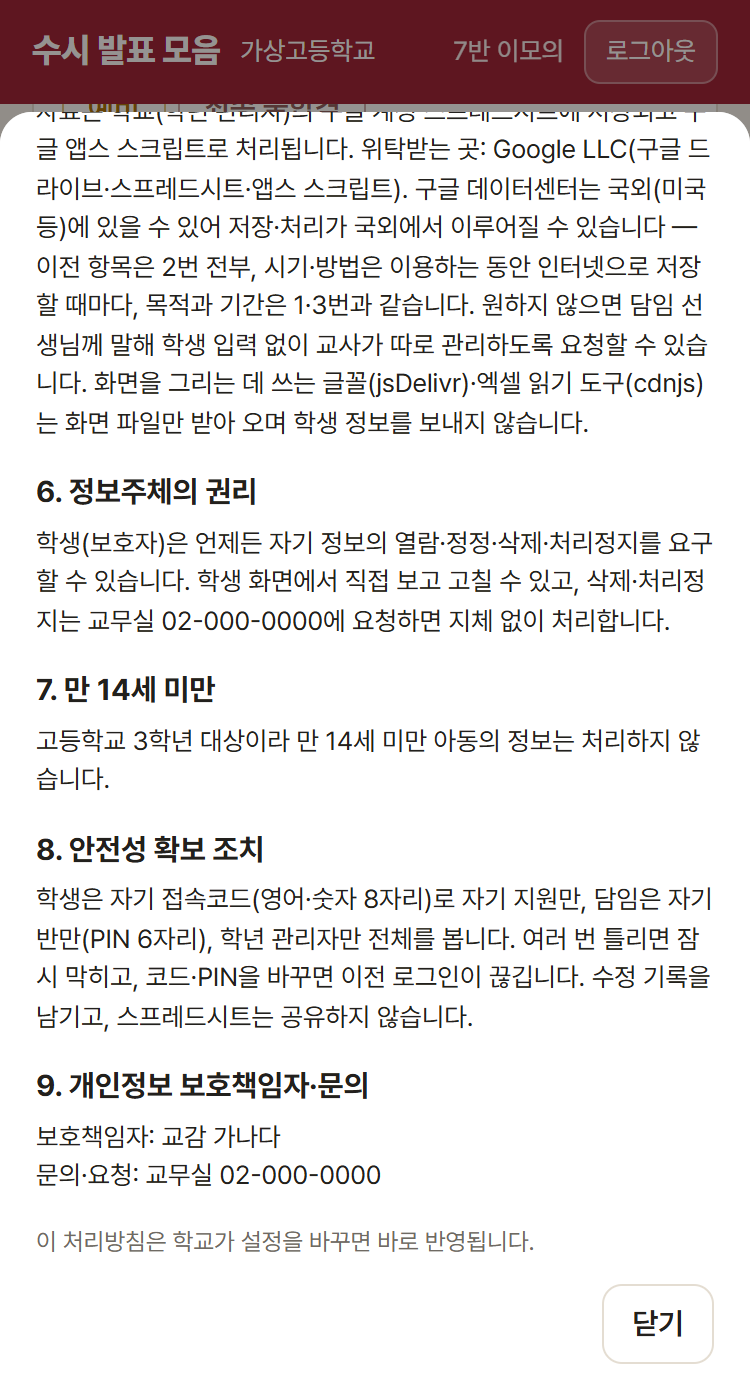 수시 발표 모음 가상고등학교 7반 이모의 로그아웃
글 앱스 스크립트로 처리됩니다. 위탁받는 곳: Google LLC(구글 드
라이브·스프레드시트·앱스 스크립트). 구글 데이터센터는 국외(미국
등)에 있을 수 있어 저장·처리가 국외에서 이루어질 수 있습니다 —
이전 항목은 2번 전부, 시기·방법은 이용하는 동안 인터넷으로 저장
할 때마다, 목적과 기간은 1·3번과 같습니다. 원하지 않으면 담임 선
생님께 말해 학생 입력 없이 교사가 따로 관리하도록 요청할 수 있습
니다. 화면을 그리는 데 쓰는 글꼴(jsDelivr)·엑셀 읽기 도구(cdnjs)
는 화면 파일만 받아 오며 학생 정보를 보내지 않습니다.
6. 정보주체의 권리
학생(보호자)은 언제든 자기 정보의 열람·정정·삭제·처리정지를 요구
할 수 있습니다. 학생 화면에서 직접 보고 고칠 수 있고, 삭제·처리정
지는 교무실 02-000-0000에 요청하면 지체 없이 처리합니다.
7. 만 14세 미만
고등학교 3학년 대상이라 만 14세 미만 아동의 정보는 처리하지 않
습니다.
8. 안전성 확보 조치
학생은 자기 접속코드(영어·숫자 8자리)로 자기 지원만, 담임은 자기
반만(PIN 6자리), 학년 관리자만 전체를 봅니다. 여러 번 틀리면 잠
시 막히고, 코드·PIN을 바꾸면 이전 로그인이 끊깁니다. 수정 기록을
남기고, 스프레드시트는 공유하지 않습니다.
9. 개인정보 보호책임자·문의
보호책임자: 교감 가나다
문의·요청: 교무실 02-000-0000
이 처리방침은 학교가 설정을 바꾸면 바로 반영됩니다.
닫기